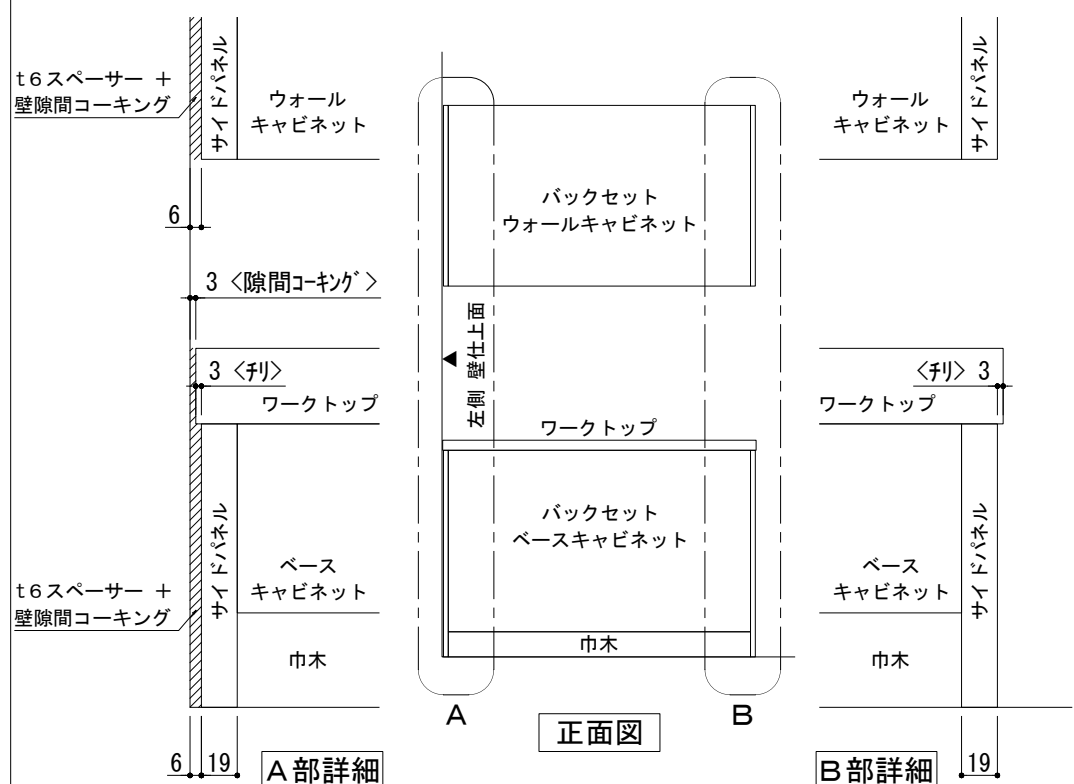 t6スペーサー ＋
壁隙間コーキング
サイドパネル
ウォール
キャビネット
6
3 〈隙間ｺｰｷﾝｸﾞ〉
3 〈ﾁﾘ〉
ワークトップ
サイドパネル
ベース
キャビネット
t6スペーサー ＋
壁隙間コーキング
巾木
6
19
A部詳細
バックセット
ウォールキャビネット
左側 壁仕上面
ワークトップ
バックセット
ベースキャビネット
巾木
A
B
正面図
ウォール
キャビネット
サイドパネル
〈ﾁﾘ〉 3
ワークトップ
ベース
キャビネット
サイドパネル
巾木
B部詳細
19